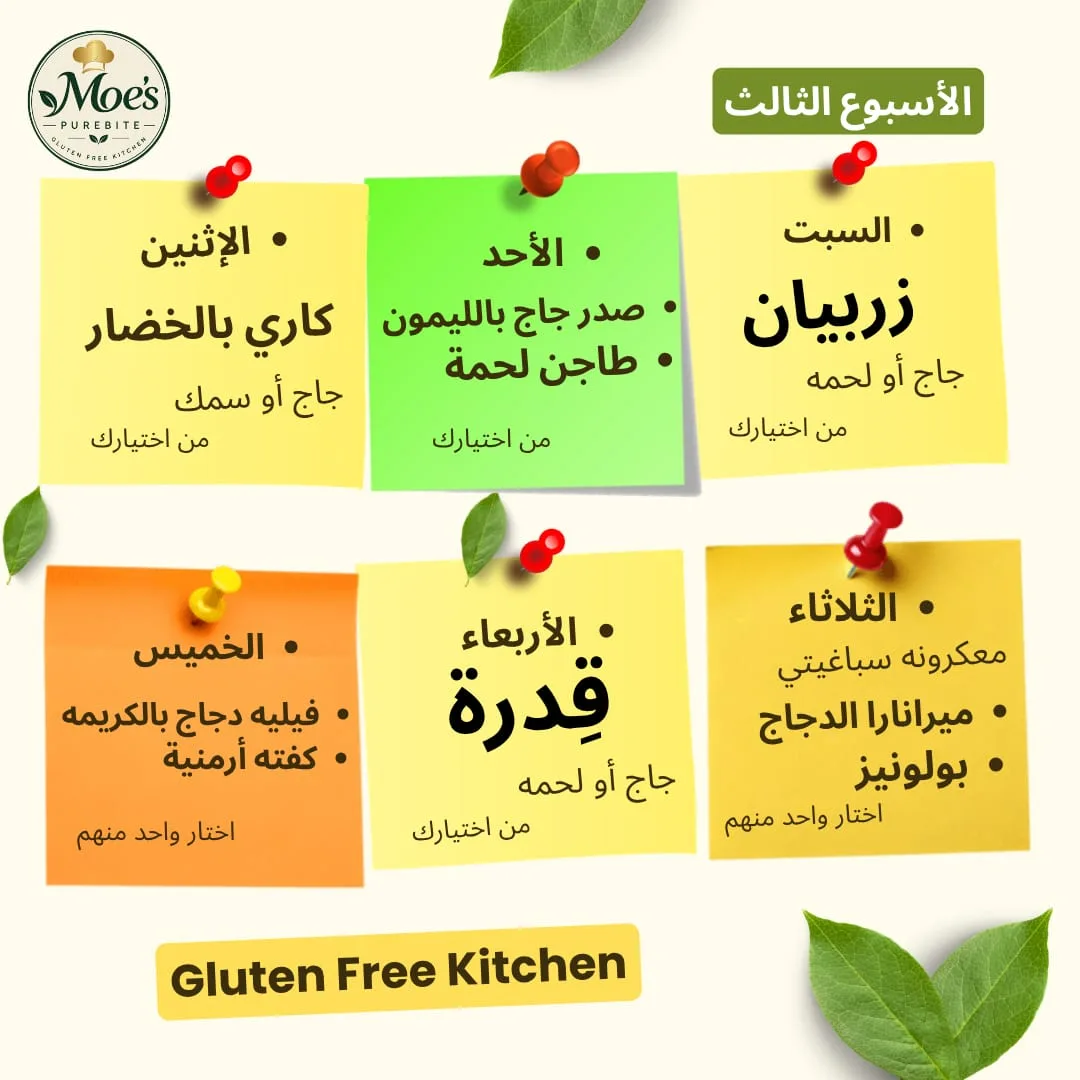 Moe's
PUREBITE
GLUTEN FREE KITCHEN
الأسبوع الثالث
• السبت
زربيان
جاج أو لحمه
من اختيارك
• الأحد
• صدر جاج بالليمون
• طاجن لحمة
من اختيارك
• الإثنين
كاري بالخضار
جاج أو سمك
من اختيارك
• الثلاثاء
معكرونه سباغيتي
• ميرانارا الدجاج
• بولونيز
اختار واحد منهم
• الأربعاء
قِدرة
جاج أو لحمه
من اختيارك
• الخميس
• فيليه دجاج بالكريمه
• كفته أرمنية
اختار واحد منهم
Gluten Free Kitchen